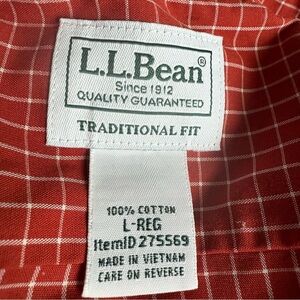 L.L.Bean®
Since 1912
QUALITY GUARANTEED
TRADITIONAL FIT
100% COTTON
L-REG
ItemID 275569
MADE IN VIETNAM
CARE ON REVERSE